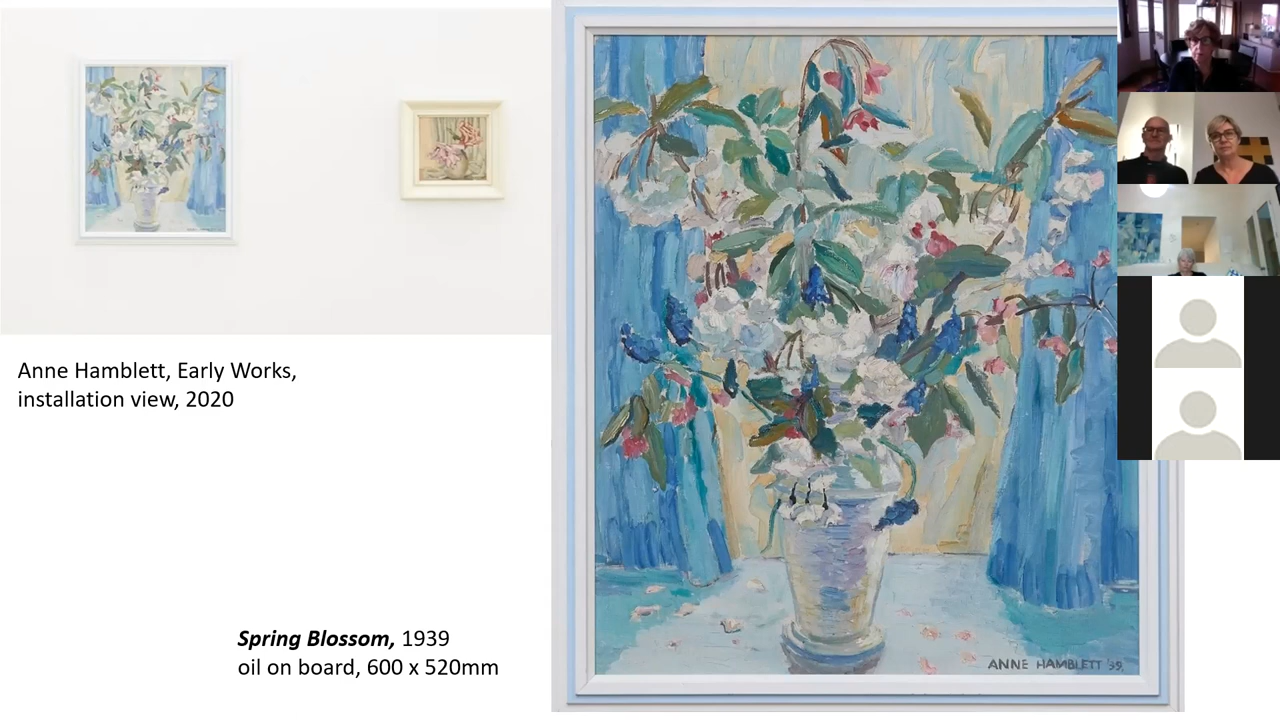 Anne Hamblett, Early Works,
installation view, 2020
Spring Blossom, 1939
oil on board, 600 x 520mm
ANNE HAMBLETT '39